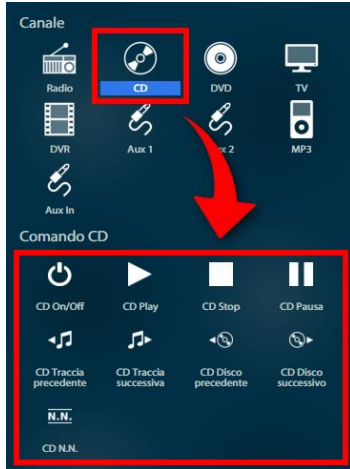 Canale
Radio CD DVD TV
DVR Aux 1 x 2 MP3
Aux In
Comando CD
CD On/Off CD Play CD Stop CD Pausa
CD Traccia precedente CD Traccia successiva CD Disco precedente CD Disco successivo
N.N.
CD N.N.